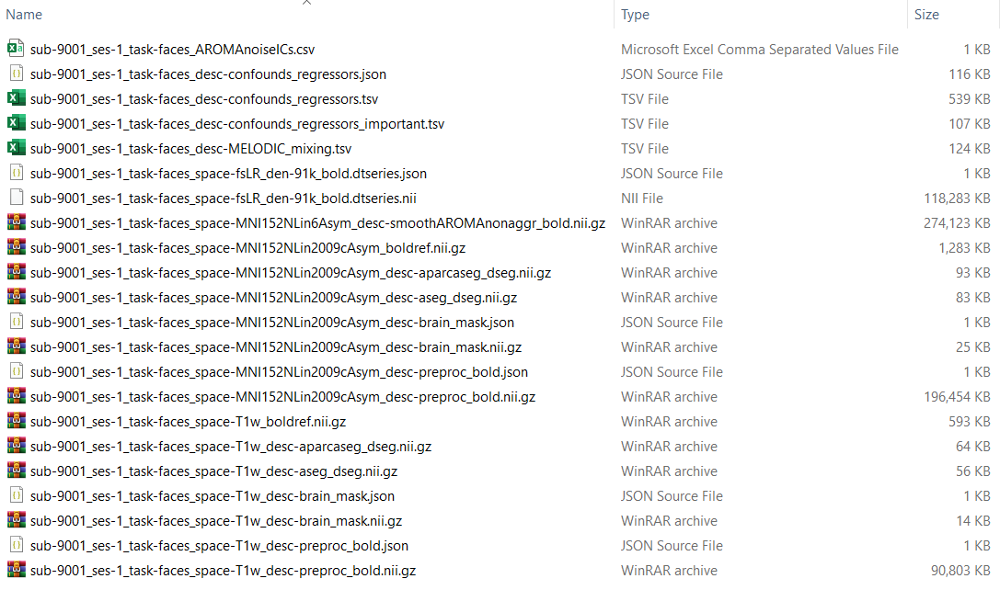 Name Type Size
sub-9001_ses-1_task-faces_AROMAnoiseICs.csv Microsoft Excel Comma Separated Values File 1 KB
sub-9001_ses-1_task-faces_desc-confounds_regressors.json JSON Source File 116 KB
sub-9001_ses-1_task-faces_desc-confounds_regressors.tsv TSV File 539 KB
sub-9001_ses-1_task-faces_desc-confounds_regressors_important.tsv TSV File 107 KB
sub-9001_ses-1_task-faces_desc-MELODIC_mixing.tsv TSV File 124 KB
sub-9001_ses-1_task-faces_space-fsLR_den-91k_bold.dtseries.json JSON Source File 1 KB
sub-9001_ses-1_task-faces_space-fsLR_den-91k_bold.dtseries.nii NII File 118,283 KB
sub-9001_ses-1_task-faces_space-MNI152NLin6Asym_desc-smoothAROMAnonaggr_bold.nii.gz WinRAR archive 274,123 KB
sub-9001_ses-1_task-faces_space-MNI152NLin2009cAsym_boldref.nii.gz WinRAR archive 1,283 KB
sub-9001_ses-1_task-faces_space-MNI152NLin2009cAsym_desc-aparcaseg_dseg.nii.gz WinRAR archive 93 KB
sub-9001_ses-1_task-faces_space-MNI152NLin2009cAsym_desc-aseg_dseg.nii.gz WinRAR archive 83 KB
sub-9001_ses-1_task-faces_space-MNI152NLin2009cAsym_desc-brain_mask.json JSON Source File 1 KB
sub-9001_ses-1_task-faces_space-MNI152NLin2009cAsym_desc-brain_mask.nii.gz WinRAR archive 25 KB
sub-9001_ses-1_task-faces_space-MNI152NLin2009cAsym_desc-preproc_bold.json JSON Source File 1 KB
sub-9001_ses-1_task-faces_space-MNI152NLin2009cAsym_desc-preproc_bold.nii.gz WinRAR archive 196,454 KB
sub-9001_ses-1_task-faces_space-T1w_boldref.nii.gz WinRAR archive 593 KB
sub-9001_ses-1_task-faces_space-T1w_desc-aparcaseg_dseg.nii.gz WinRAR archive 64 KB
sub-9001_ses-1_task-faces_space-T1w_desc-aseg_dseg.nii.gz WinRAR archive 56 KB
sub-9001_ses-1_task-faces_space-T1w_desc-brain_mask.json JSON Source File 1 KB
sub-9001_ses-1_task-faces_space-T1w_desc-brain_mask.nii.gz WinRAR archive 14 KB
sub-9001_ses-1_task-faces_space-T1w_desc-preproc_bold.json JSON Source File 1 KB
sub-9001_ses-1_task-faces_space-T1w_desc-preproc_bold.nii.gz WinRAR archive 90,803 KB